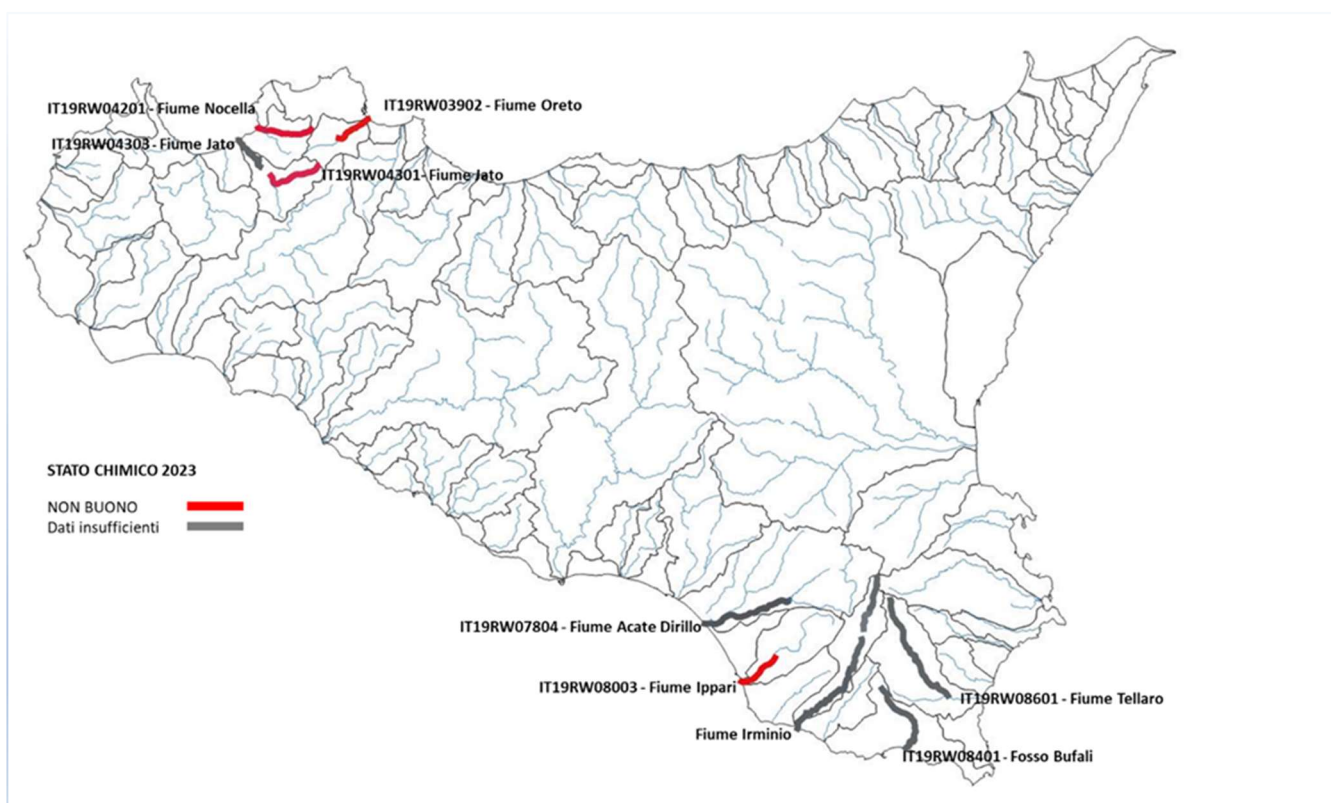 IT19RW04201 - Fiume Nocella
IT19RW03902 - Fiume Oreto
IT19RW04303 - Fiume Jato
IT19RW04301- Fiume Jato
STATO CHIMICO 2023
NON BUONO
Dati insufficienti
IT19RW07804 - Fiume Acate Dirillo
IT19RW08003 - Fiume Ippari
IT19RW08601 - Fiume Tellaro
Fiume Irminio
IT19RW08401- Fosso Bufali